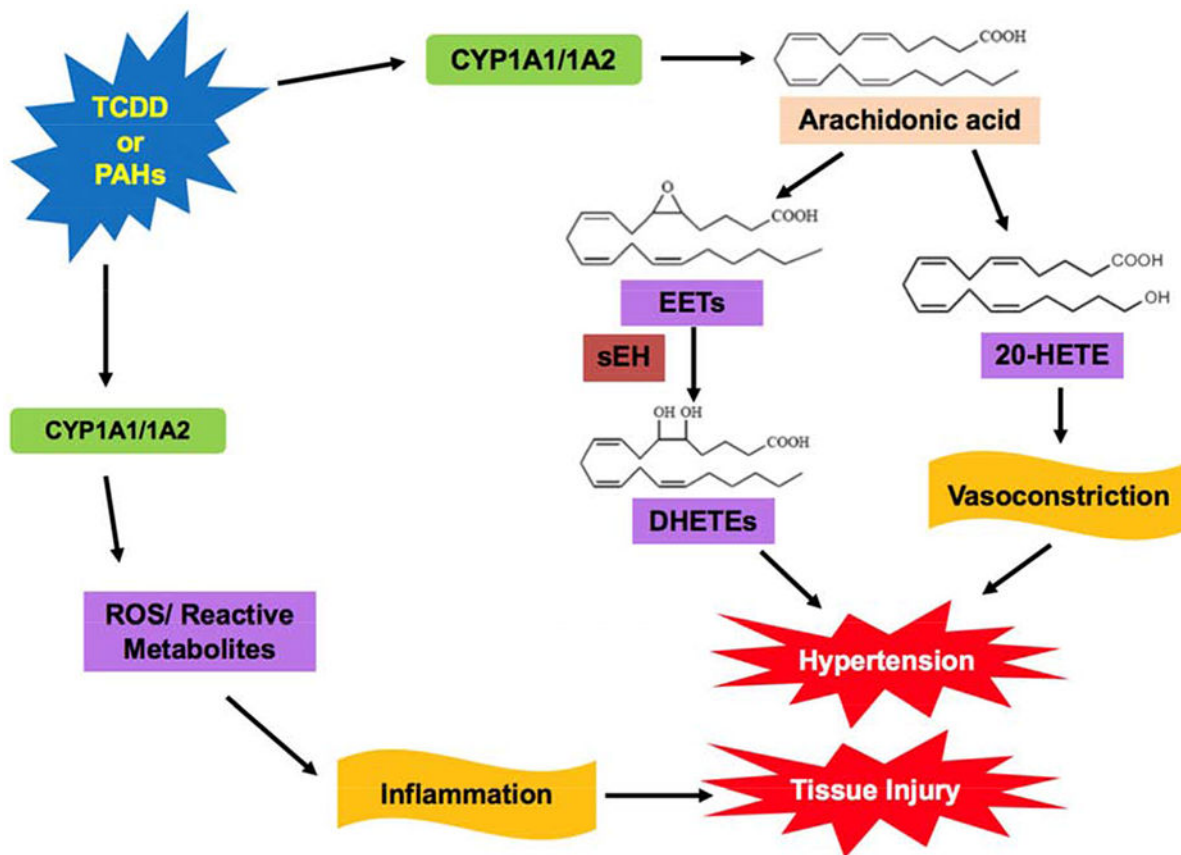 TCDD
or
PAHs
CYP1A1/1A2
COOH
Arachidonic acid
O
COOH
EETs
sEH
OH OH
COOH
DHETEs
COOH
OH
20-HETE
Vasoconstriction
Hypertension
CYP1A1/1A2
ROS/ Reactive
Metabolites
Inflammation
Tissue Injury